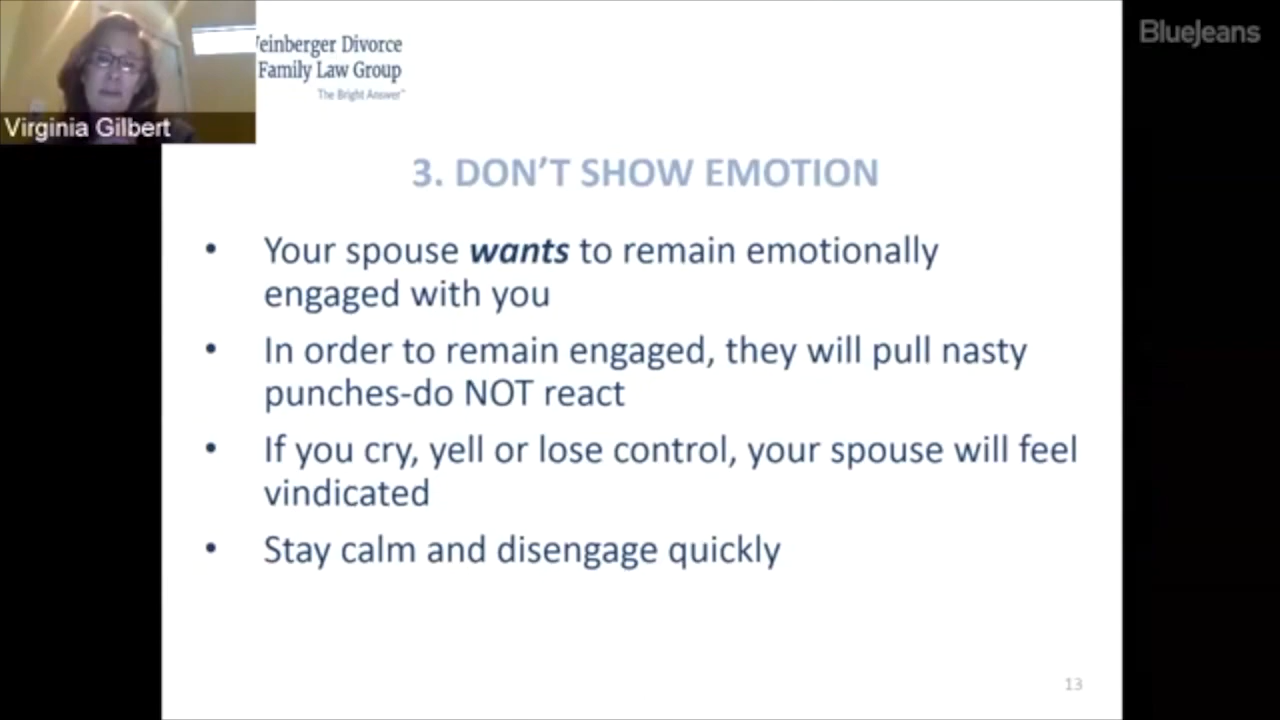 BlueJeans
einberger Divorce
Family Law Group
The Bright Answer
Virginia Gilbert
3. DON'T SHOW EMOTION
• Your spouse wants to remain emotionally
engaged with you
• In order to remain engaged, they will pull nasty
punches-do NOT react
• If you cry, yell or lose control, your spouse will feel
vindicated
• Stay calm and disengage quickly
13